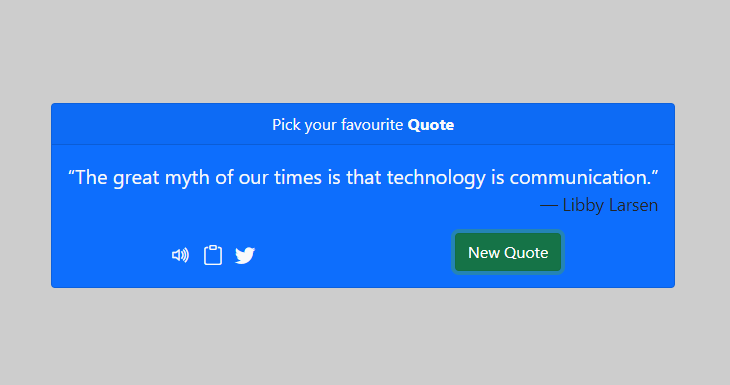 Pick your favourite Quote
“The great myth of our times is that technology is communication.”
— Libby Larsen
New Quote